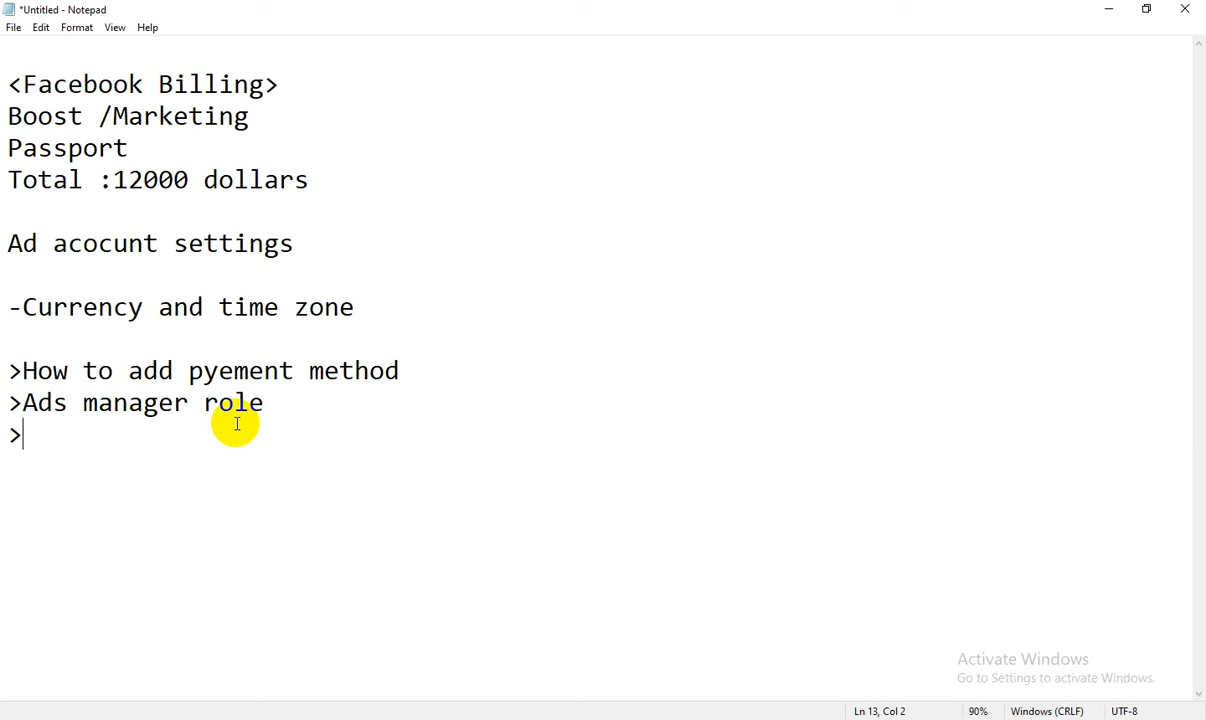 *Untitled - Notepad
File Edit Format View Help
<Facebook Billing>
Boost /Marketing
Passport
Total :12000 dollars
Ad acocunt settings
-Currency and time zone
>How to add pyement method
>Ads manager role
>
Activate Windows
Go to Settings to activate Windows.
Ln 13, Col 2 90% Windows (CRLF) UTF-8